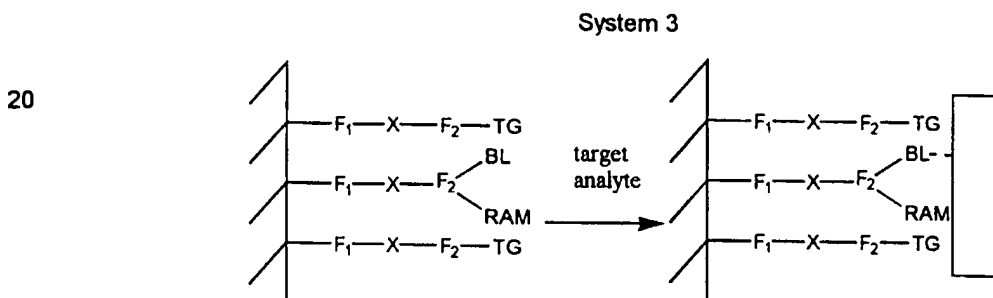 System 3
20
F₁—X—F₂—TG
BL
F₁—X—F₂
RAM
F₁—X—F₂—TG
target
analyte
F₁—X—F₂—TG
BL-
F₁—X—F₂
RAM
F₁—X—F₂—TG